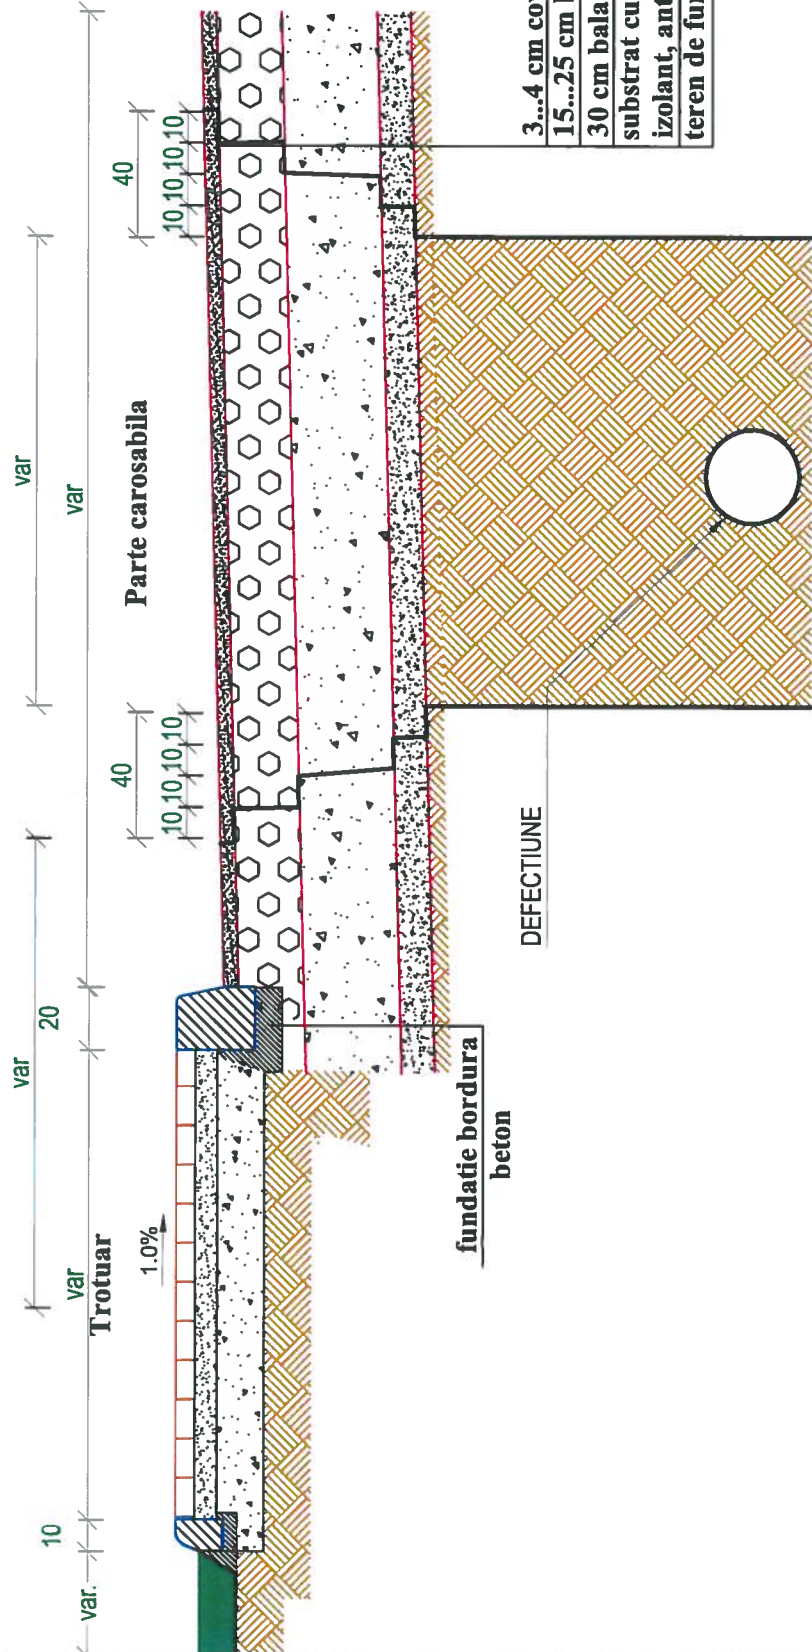 var var
10 20
var. var var
Trotuar Parte carosabila
1.0%
40 40
10 10 10 10 10 10 10 10
fundatie bordura
beton
DEFECTIUNE
3...4 cm co
15...25 cm
30 cm bala
substrat cu
izolant, ant
teren de fu